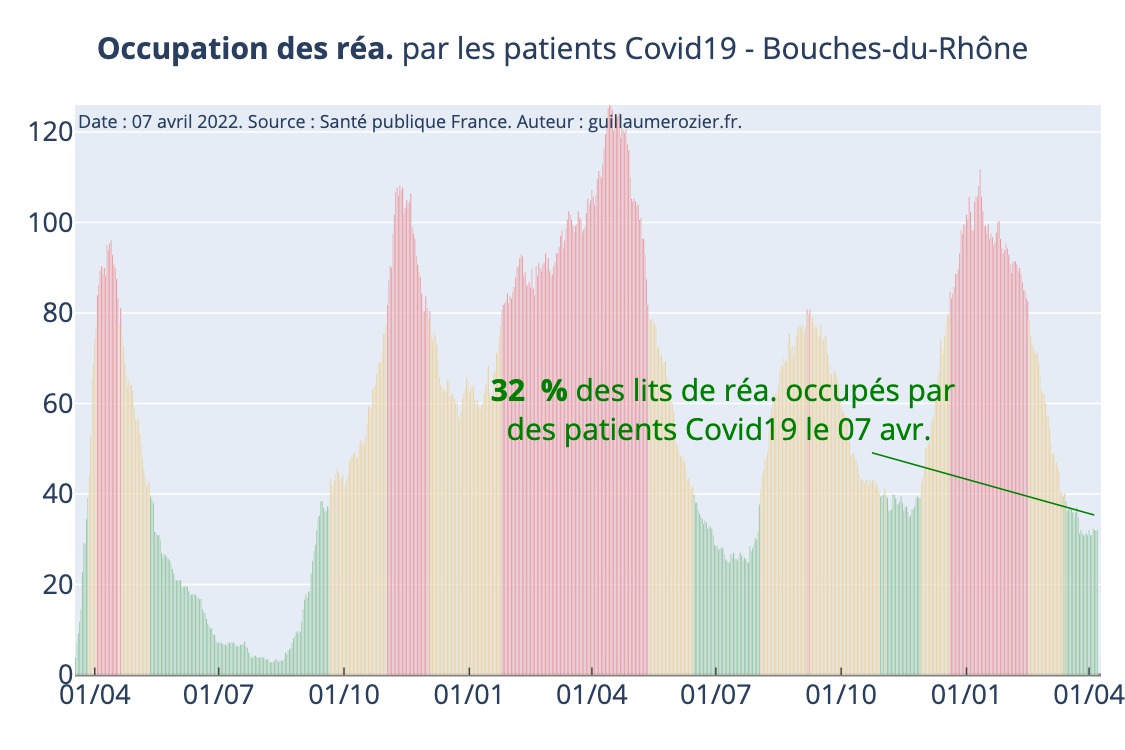 Occupation des réa. par les patients Covid19 - Bouches-du-Rhône
Date : 07 avril 2022. Source : Santé publique France. Auteur : guillaumerozier.fr.
120
100
80
60
40
20
0
32 % des lits de réa. occupés par
des patients Covid19 le 07 avr.
01/04 01/07 01/10 01/01 01/04 01/07 01/10 01/01 01/04